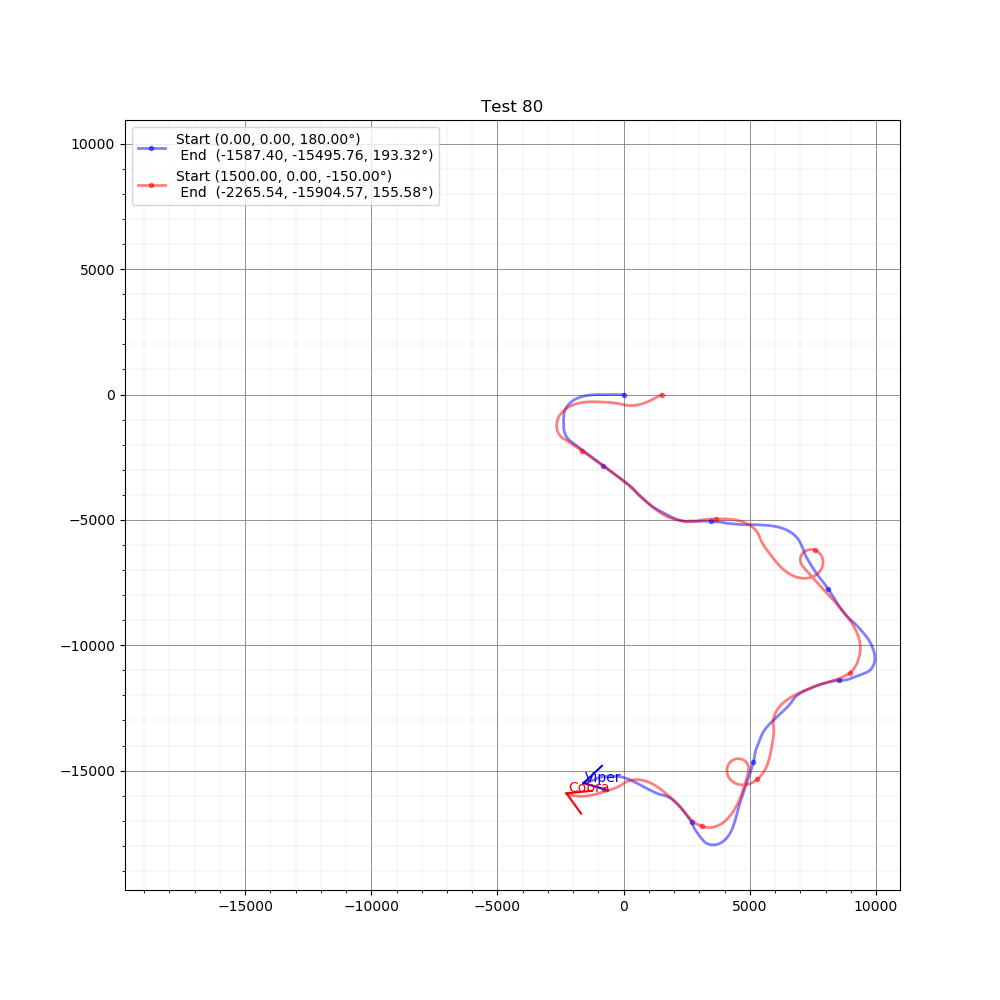 Test 80
Start (0.00, 0.00, 180.00°)
End  (-1587.40, -15495.76, 193.32°)
Start (1500.00, 0.00, -150.00°)
End  (-2265.54, -15904.57, 155.58°)
10000
5000
0
−5000
−10000
−15000
Viper
Cobra
−15000 −10000 −5000 0 5000 10000